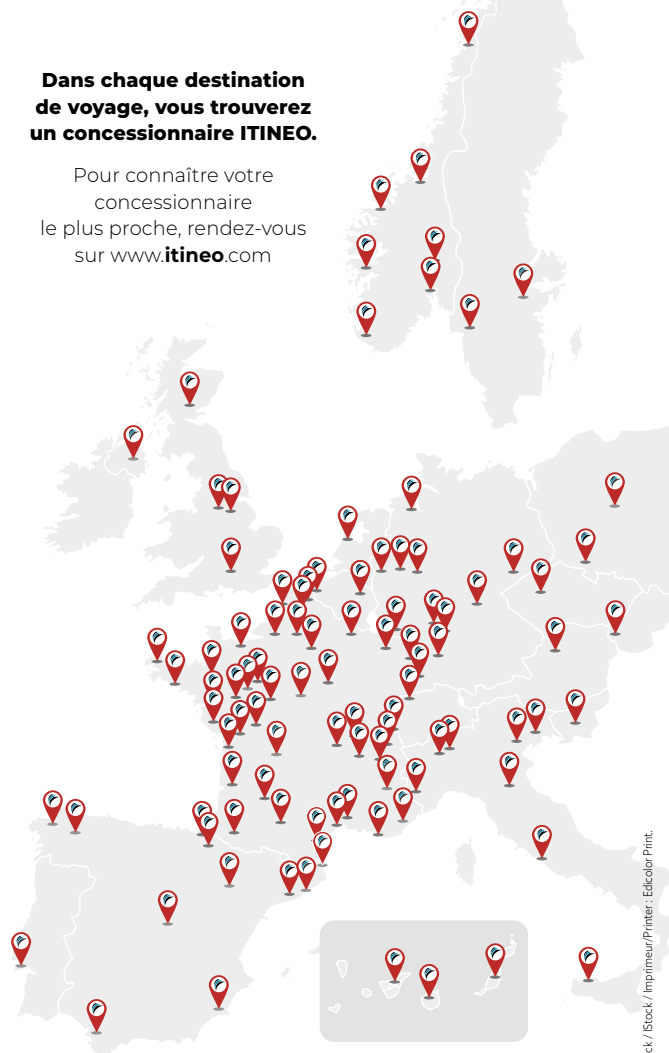 Dans chaque destination
de voyage, vous trouverez
un concessionnaire ITINEO.
Pour connaître votre
concessionnaire
le plus proche, rendez-vous
sur www.itineo.com
ck / IStock / Imprimeur/Printer : Edicolor Print.